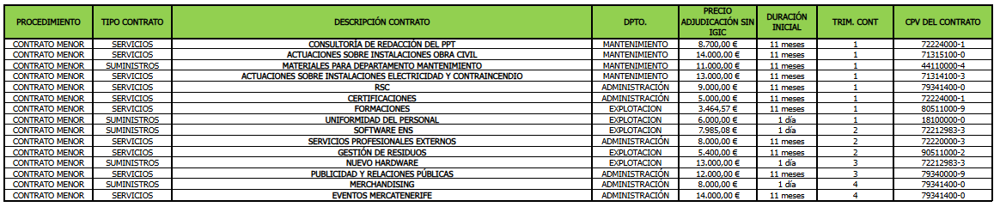 PROCEDIMIENTO TIPO CONTRATO DESCRIPCIÓN CONTRATO DPTO. PRECIO ADJUDICACIÓN SIN IGIC DURACIÓN INICIAL TRIM. CONT CPV DEL CONTRATO
CONTRATO MENOR SERVICIOS CONSULTORÍA DE REDACCIÓN DEL PPT MANTENIMIENTO 8.700,00 € 11 meses 1 72224000-1
CONTRATO MENOR SERVICIOS ACTUACIONES SOBRE INSTALACIONES OBRA CIVIL MANTENIMIENTO 14.000,00 € 11 meses 1 71315100-0
CONTRATO MENOR SUMINISTROS MATERIALES PARA DEPARTAMENTO MANTENIMIENTO MANTENIMIENTO 11.000,00 € 11 meses 1 44110000-4
CONTRATO MENOR SERVICIOS ACTUACIONES SOBRE INSTALACIONES ELECTRICIDAD Y CONTRAINCENDIO MANTENIMIENTO 13.000,00 € 11 meses 1 71314100-3
CONTRATO MENOR SERVICIOS RSC ADMINISTRACIÓN 9.000,00 € 11 meses 1 79341400-0
CONTRATO MENOR SERVICIOS CERTIFICACIONES ADMINISTRACIÓN 5.000,00 € 11 meses 1 72224000-1
CONTRATO MENOR SERVICIOS FORMACIONES EXPLOTACION 3.464,57 € 11 meses 1 80511000-9
CONTRATO MENOR SUMINISTROS UNIFORMIDAD DEL PERSONAL EXPLOTACION 6.000,00 € 1 día 1 18100000-0
CONTRATO MENOR SUMINISTROS SOFTWARE ENS EXPLOTACION 7.985,08 € 1 día 2 72212983-3
CONTRATO MENOR SERVICIOS SERVICIOS PROFESIONALES EXTERNOS ADMINISTRACIÓN 8.000,00 € 11 meses 2 72220000-3
CONTRATO MENOR SERVICIOS GESTIÓN DE RESIDUOS EXPLOTACION 5.400,00 € 11 meses 2 90511000-2
CONTRATO MENOR SUMINISTROS NUEVO HARDWARE EXPLOTACION 13.000,00 € 1 día 3 72212983-3
CONTRATO MENOR SERVICIOS PUBLICIDAD Y RELACIONES PÚBLICAS ADMINISTRACIÓN 12.000,00 € 11 meses 3 79340000-9
CONTRATO MENOR SUMINISTROS MERCHANDISING ADMINISTRACIÓN 8.000,00 € 1 día 4 79341400-0
CONTRATO MENOR SERVICIOS EVENTOS MERCATENERIFE ADMINISTRACIÓN 14.000,00 € 11 meses 4 79341400-0